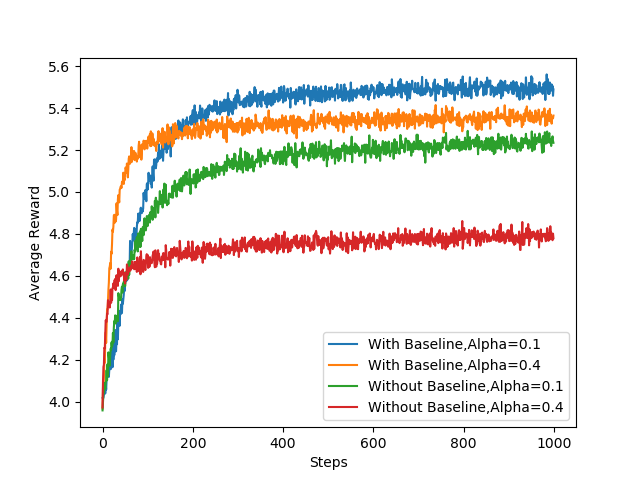 5.6
5.4
5.2
5.0
4.8
4.6
4.4
4.2
4.0
Average Reward
With Baseline,Alpha=0.1
With Baseline,Alpha=0.4
Without Baseline,Alpha=0.1
Without Baseline,Alpha=0.4
0 200 400 600 800 1000
Steps